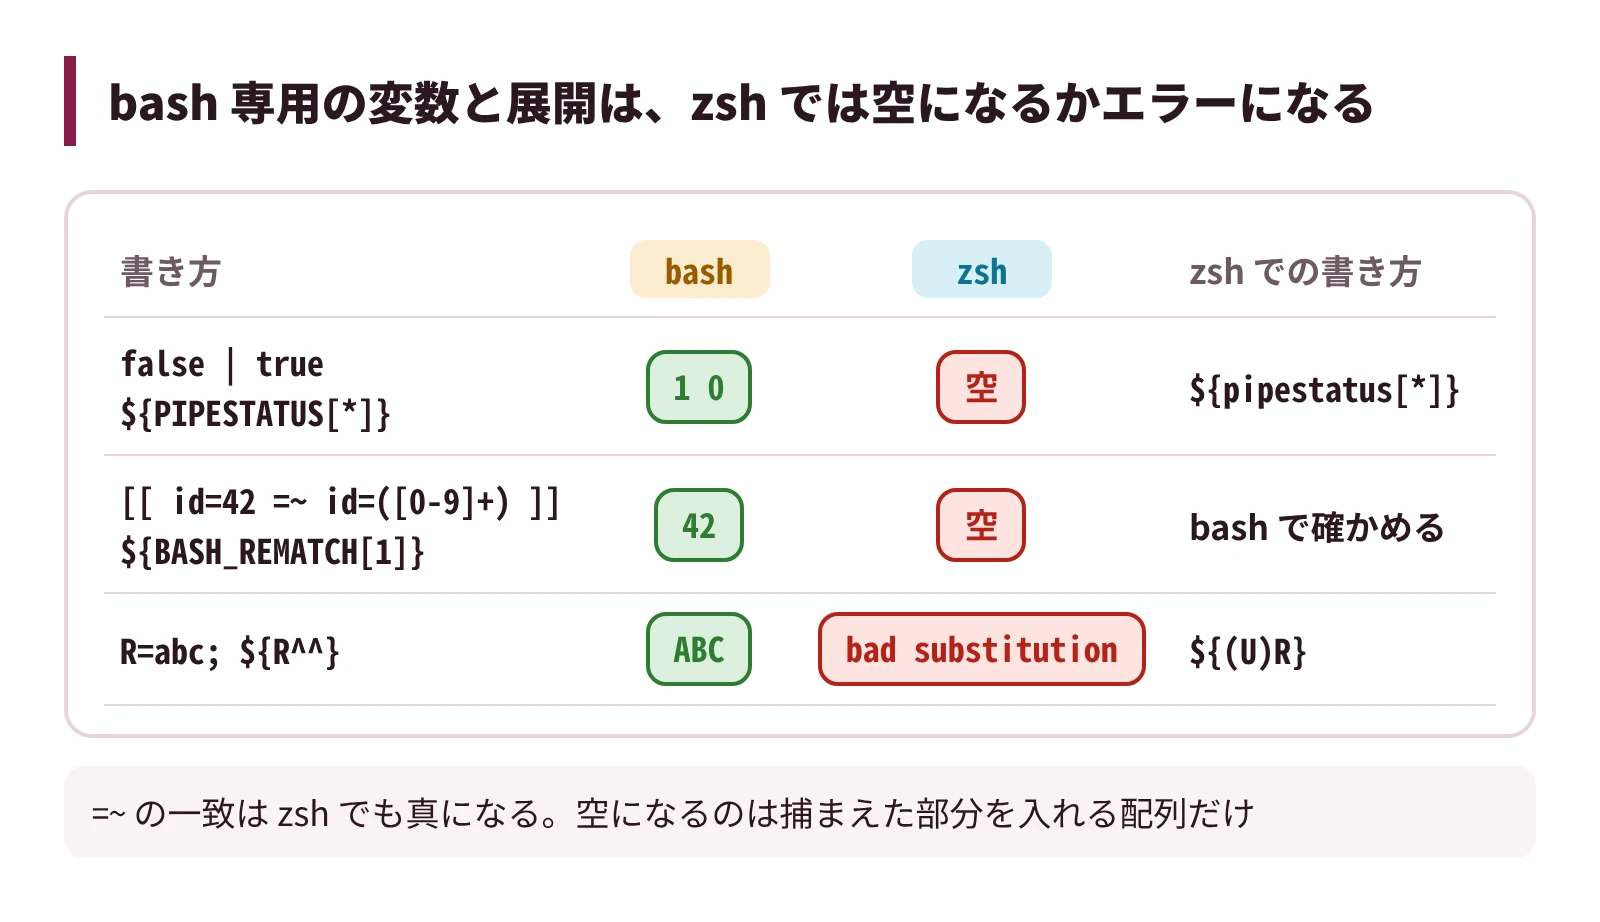 bash 専用の変数と展開は、zsh では空になるかエラーになる
書き方 bash zsh zsh での書き方
false | true
${PIPESTATUS[*]}
1 0 空 ${pipestatus[*]}
[[ id=42 =~ id=([0-9]+) ]]
${BASH_REMATCH[1]}
42 空 bash で確かめる
R=abc; ${R^^} ABC bad substitution ${(U)R}
=~ の一致は zsh でも真になる。空になるのは捕まえた部分を入れる配列だけ